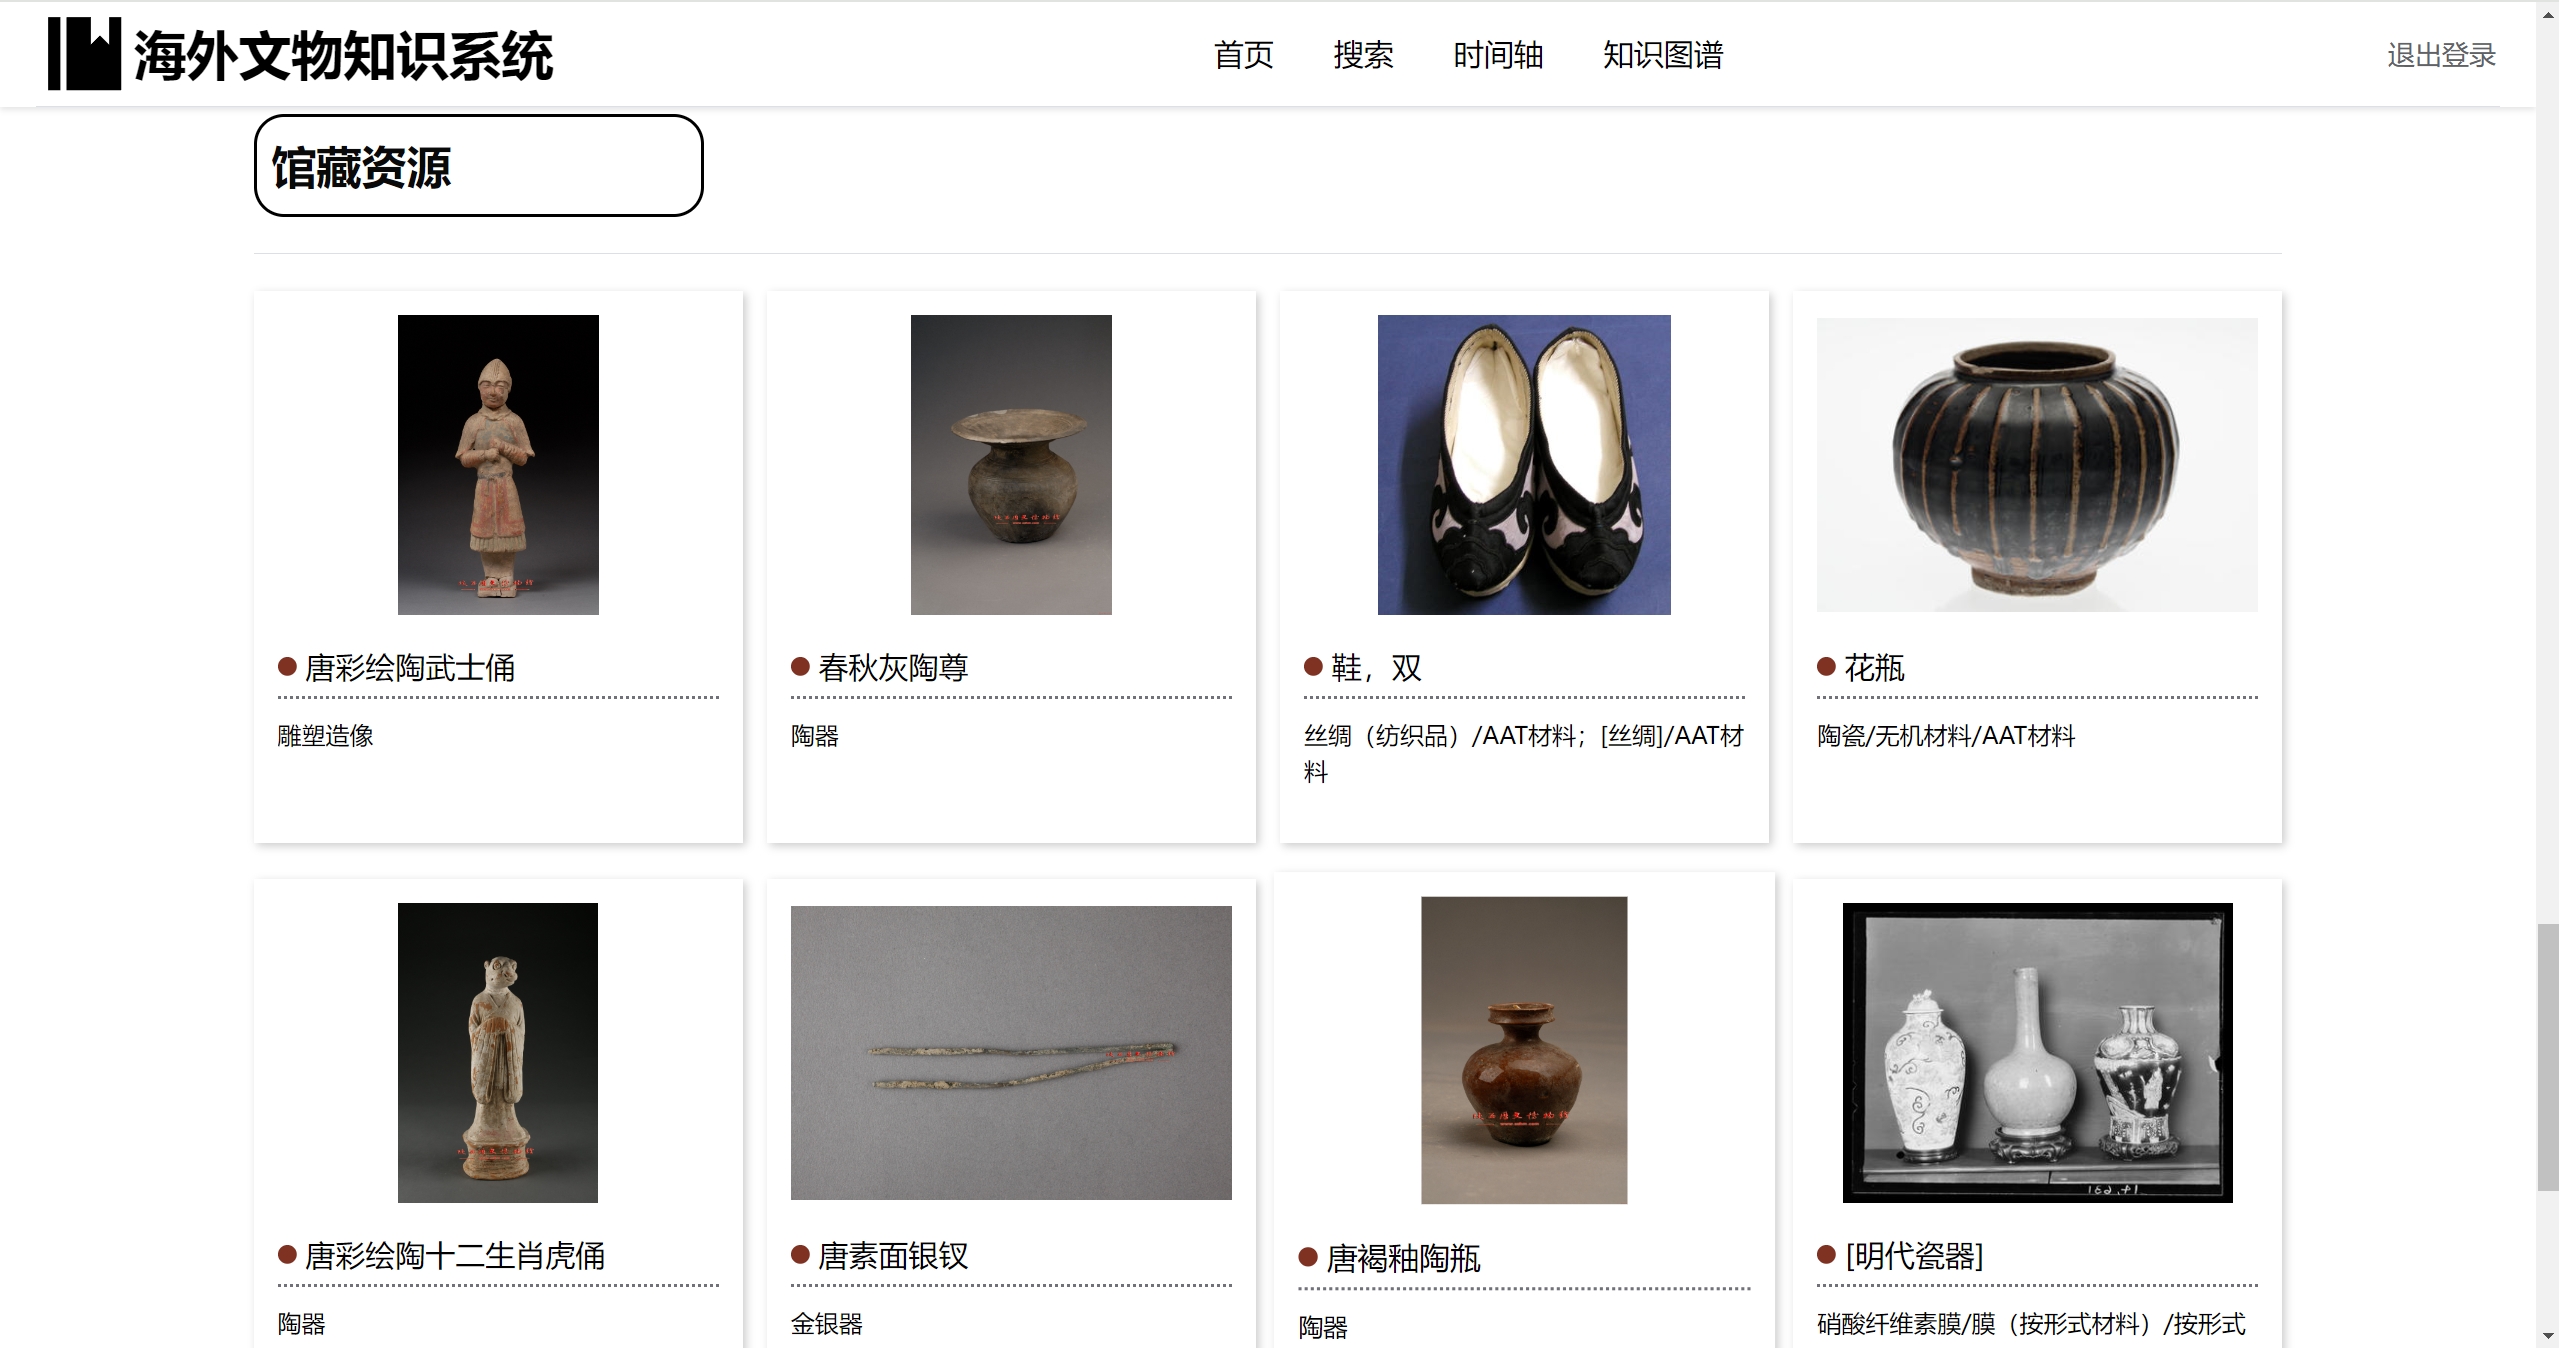 海外文物知识系统
首页 搜索 时间轴 知识图谱
退出登录
馆藏资源
唐彩绘陶武士俑
雕塑造像
春秋灰陶尊
陶器
鞋，双
丝绸（纺织品）/AAT材料；[丝绸]/AAT材
料
花瓶
陶瓷/无机材料/AAT材料
唐彩绘陶十二生肖虎俑
陶器
唐素面银钗
金银器
唐褐釉陶瓶
陶器
[明代瓷器]
硝酸纤维素膜/膜（按形式材料）/按形式